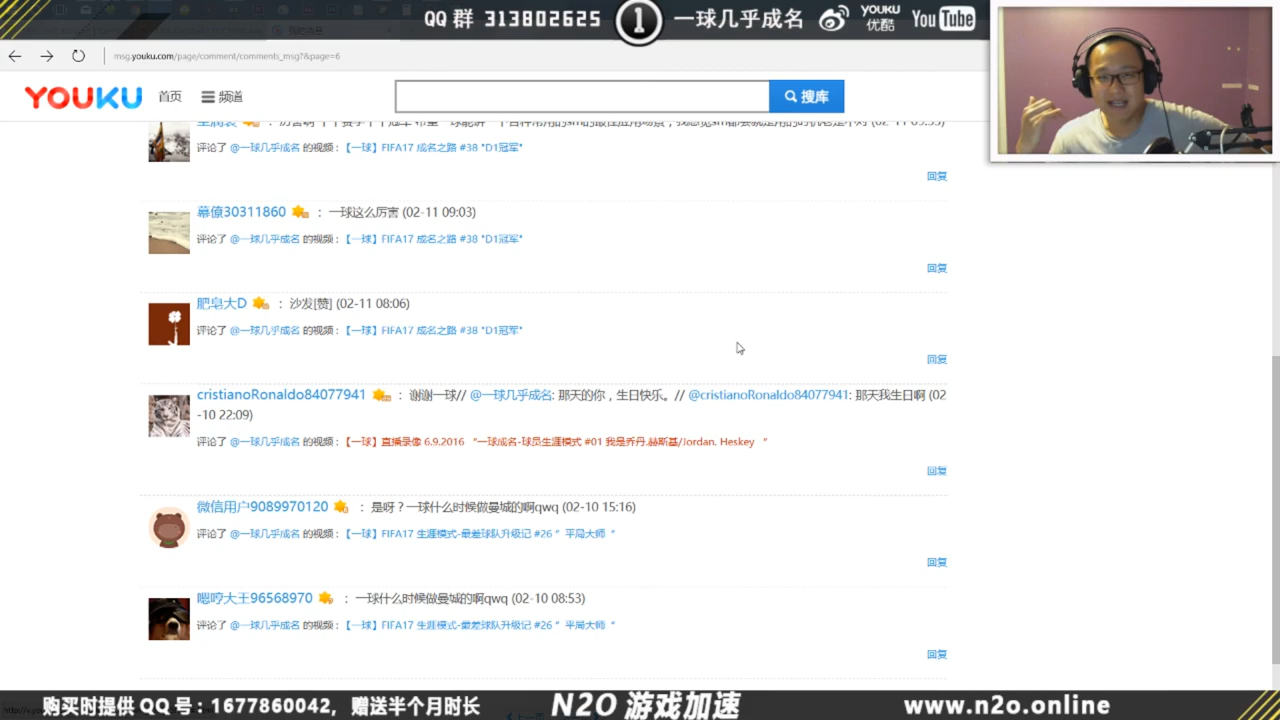 QQ 群 313802625 1 一球几乎成名 YOUKU 优酷 YouTube
msg.youku.com/page/comment/comments_msg?&page=6
YOUKU 首页 频道 搜库
评论了 @一球几乎成名 的视频 : 【一球】FIFA17 成名之路 #38 "D1冠军"
回复
幕僚30311860 : 一球这么厉害 (02-11 09:03)
评论了 @一球几乎成名 的视频 : 【一球】FIFA17 成名之路 #38 "D1冠军"
回复
肥皂大D : 沙发[赞] (02-11 08:06)
评论了 @一球几乎成名 的视频 : 【一球】FIFA17 成名之路 #38 "D1冠军"
回复
cristianoRonaldo84077941 : 谢谢一球// @一球几乎成名: 那天的你，生日快乐。// @cristianoRonaldo84077941: 那天我生日啊 (02
-10 22:09)
评论了 @一球几乎成名 的视频 : 【一球】直播录像 6.9.2016 “一球成名-球员生涯模式 #01 我是乔丹.赫斯基/Jordan. Heskey ”
回复
微信用户9089970120 : 是呀？一球什么时候做曼城的啊qwq (02-10 15:16)
评论了 @一球几乎成名 的视频 : 【一球】FIFA17 生涯模式-最差球队升级记 #26 “ 平局大师 ”
回复
嗯哼大王96568970 : 一球什么时候做曼城的啊qwq (02-10 08:53)
评论了 @一球几乎成名 的视频 : 【一球】FIFA17 生涯模式-最差球队升级记 #26 “ 平局大师 ”
回复
购买时提供 QQ 号：1677860042，赠送半个月时长 N2O 游戏加速 www.n2o.online